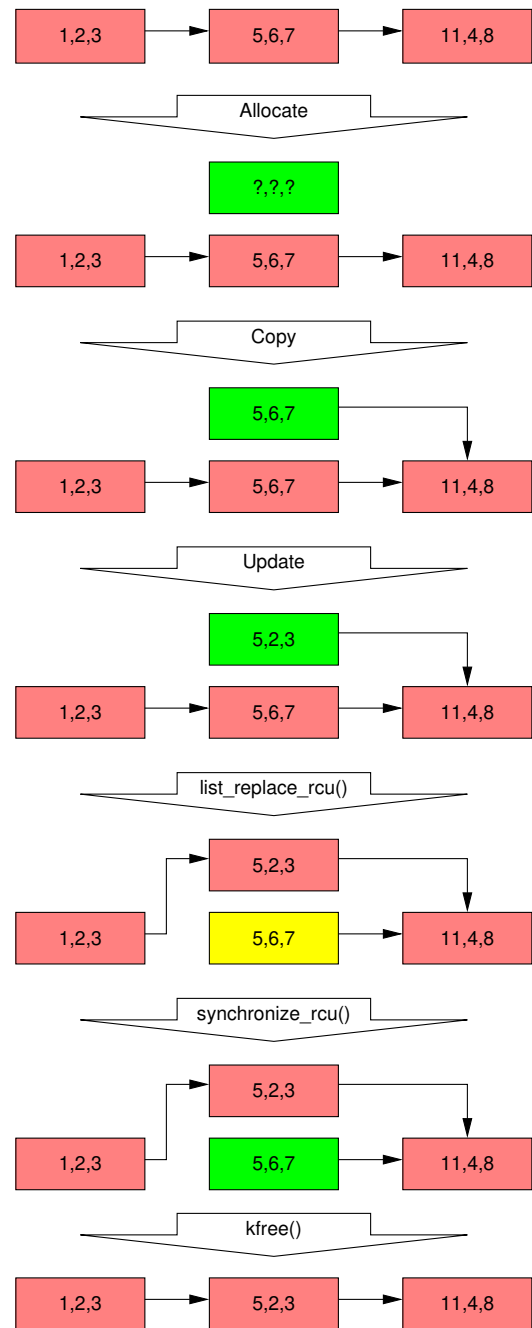 1,2,3 5,6,7 11,4,8
Allocate
?,?,?
1,2,3 5,6,7 11,4,8
Copy
5,6,7
1,2,3 5,6,7 11,4,8
Update
5,2,3
1,2,3 5,6,7 11,4,8
list_replace_rcu()
5,2,3
1,2,3 5,6,7 11,4,8
synchronize_rcu()
5,2,3
1,2,3 5,6,7 11,4,8
kfree()
1,2,3 5,2,3 11,4,8